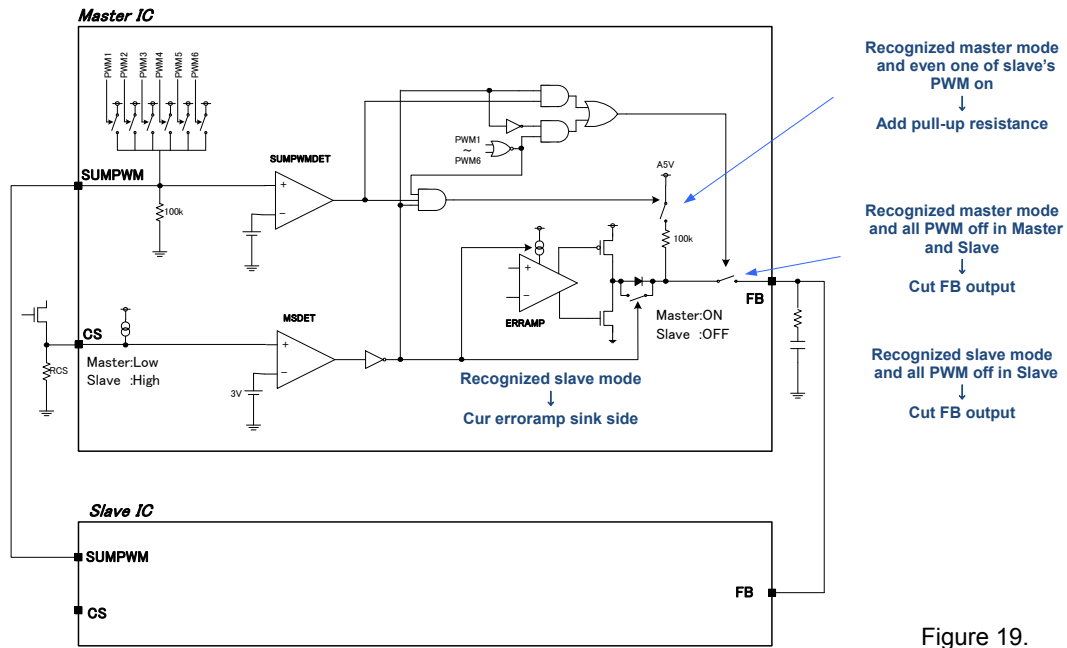 Master IC
PWM1
PWM2
PWM3
PWM4
PWM5
PWM6
SUMPWM
100k
SUMPWMDET
+
−
PWM1
～
PWM6
A5V
100k
+
−
ERRAMP
FB
Master:ON
Slave :OFF
CS
RCS
Master:Low
Slave :High
MSDET
+
−
3V
Recognized slave mode
↓
Cur erroramp sink side
Recognized master mode
and even one of slave's
PWM on
↓
Add pull-up resistance
Recognized master mode
and all PWM off in Master
and Slave
↓
Cut FB output
Recognized slave mode
and all PWM off in Slave
↓
Cut FB output
Slave IC
SUMPWM
CS
FB
Figure 19.